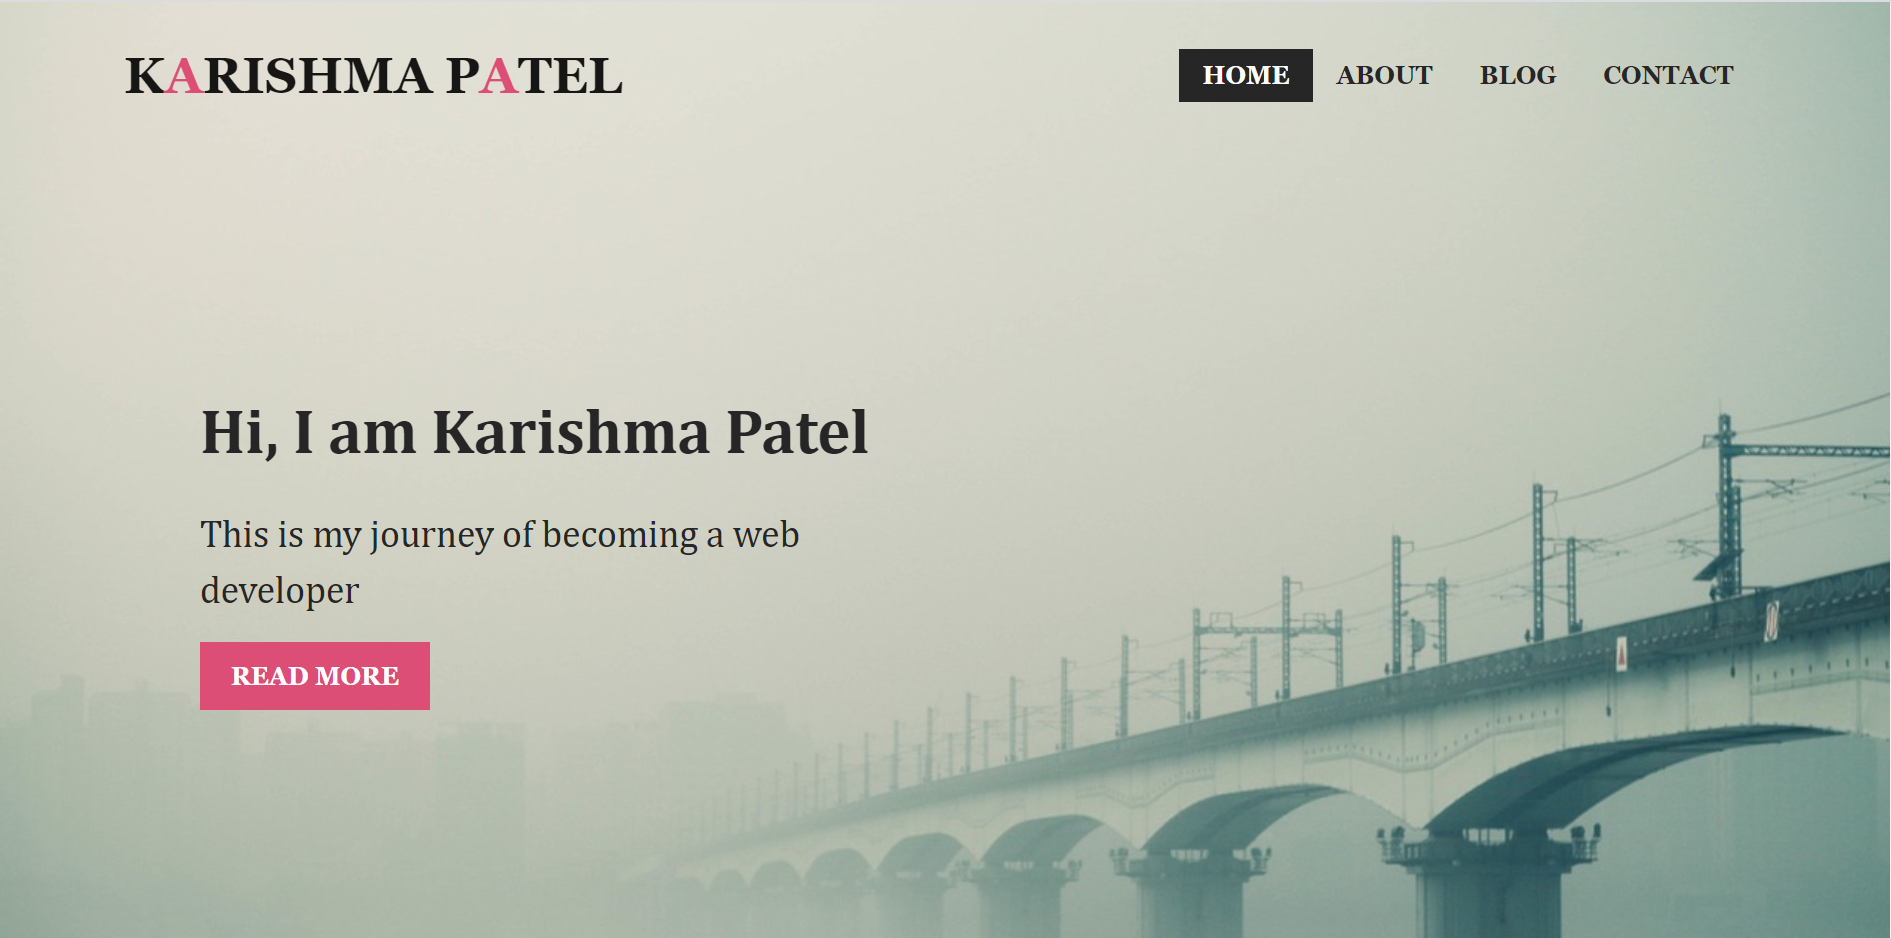 KARISHMA PATEL
HOME ABOUT BLOG CONTACT
Hi, I am Karishma Patel
This is my journey of becoming a web
developer
READ MORE